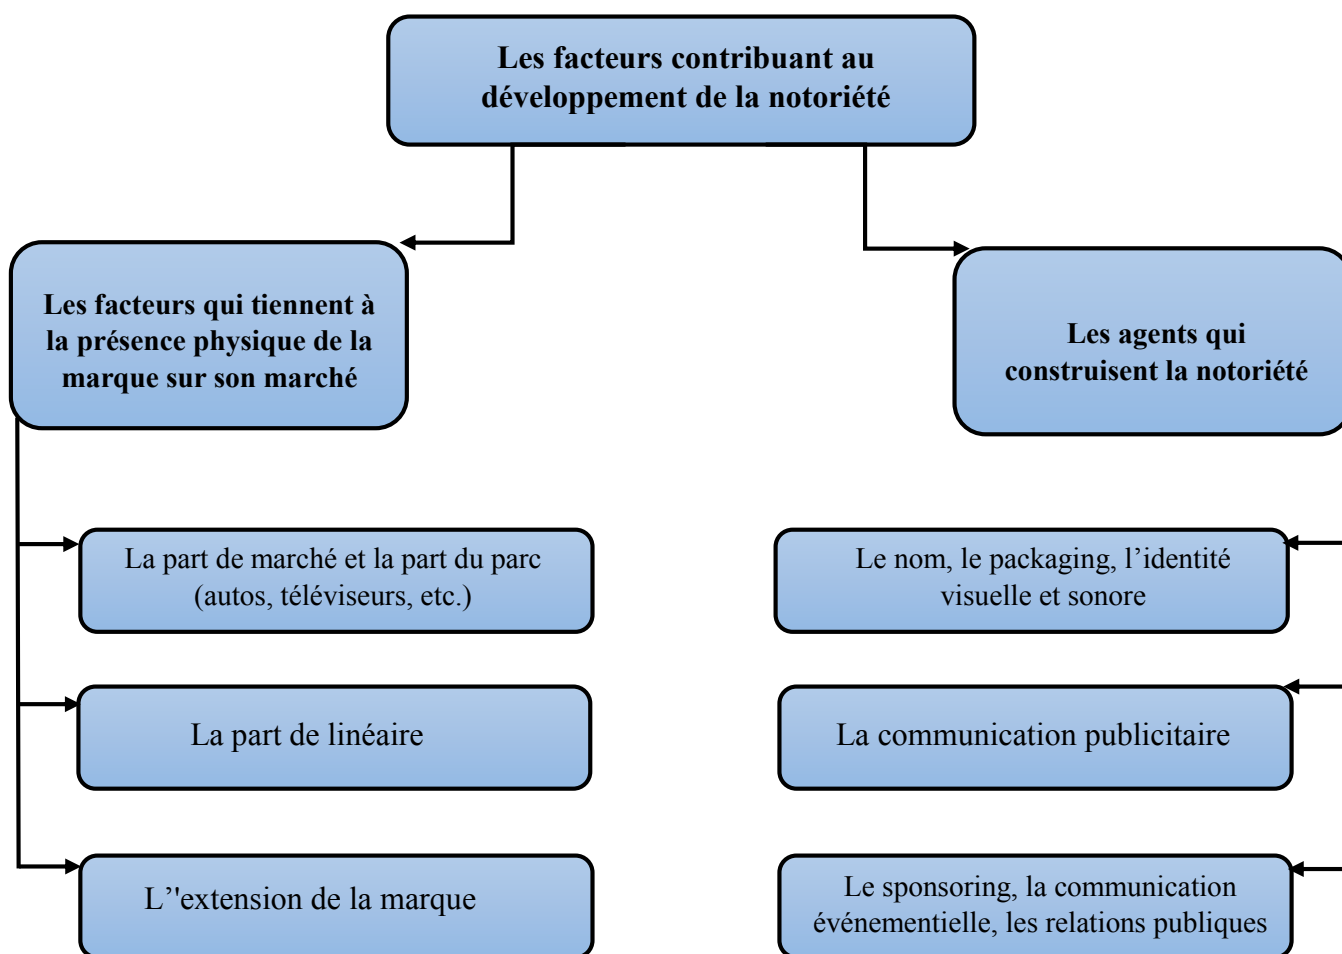 Les facteurs contribuant au
développement de la notoriété
Les facteurs qui tiennent à
la présence physique de la
marque sur son marché
Les agents qui
construisent la notoriété
La part de marché et la part du parc
(autos, téléviseurs, etc.)
Le nom, le packaging, l’identité
visuelle et sonore
La part de linéaire
La communication publicitaire
L’'extension de la marque
Le sponsoring, la communication
événementielle, les relations publiques